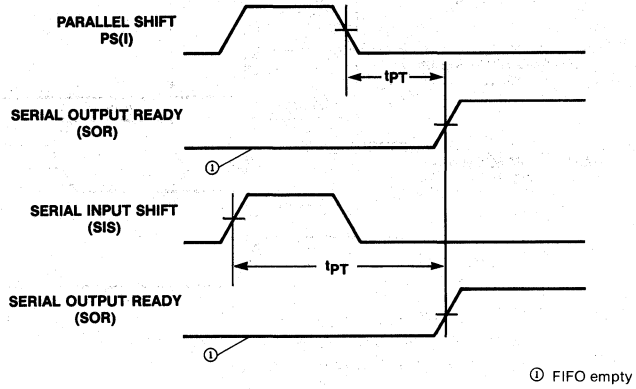 PARALLEL SHIFT
PS(I)
tPT
SERIAL OUTPUT READY
(SOR)
①
SERIAL INPUT SHIFT
(SIS)
tPT
SERIAL OUTPUT READY
(SOR)
①
① FIFO empty